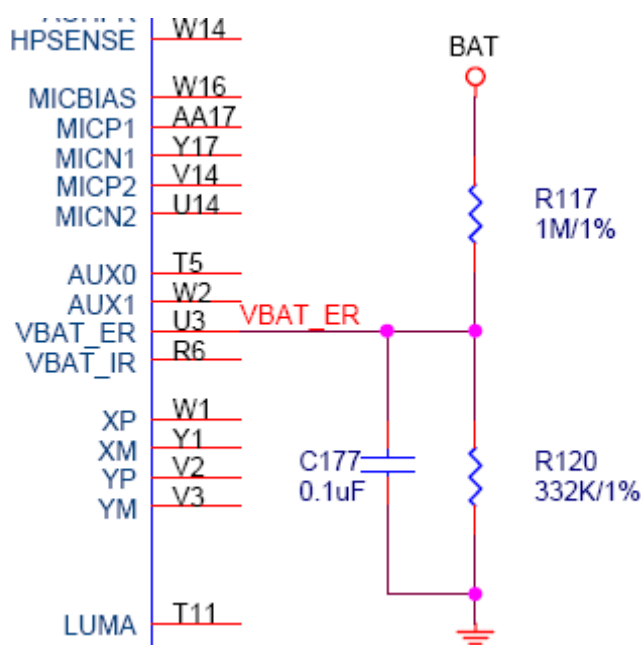 HPSENSE
W14
BAT
MICBIAS
W16
MICP1
AA17
MICN1
Y17
MICP2
V14
MICN2
U14
R117
1M/1%
AUX0
T5
AUX1
W2
VBAT_ER
U3
VBAT_ER
VBAT_IR
R6
XP
W1
XM
Y1
YP
V2
YM
V3
C177
0.1uF
R120
332K/1%
LUMA
T11